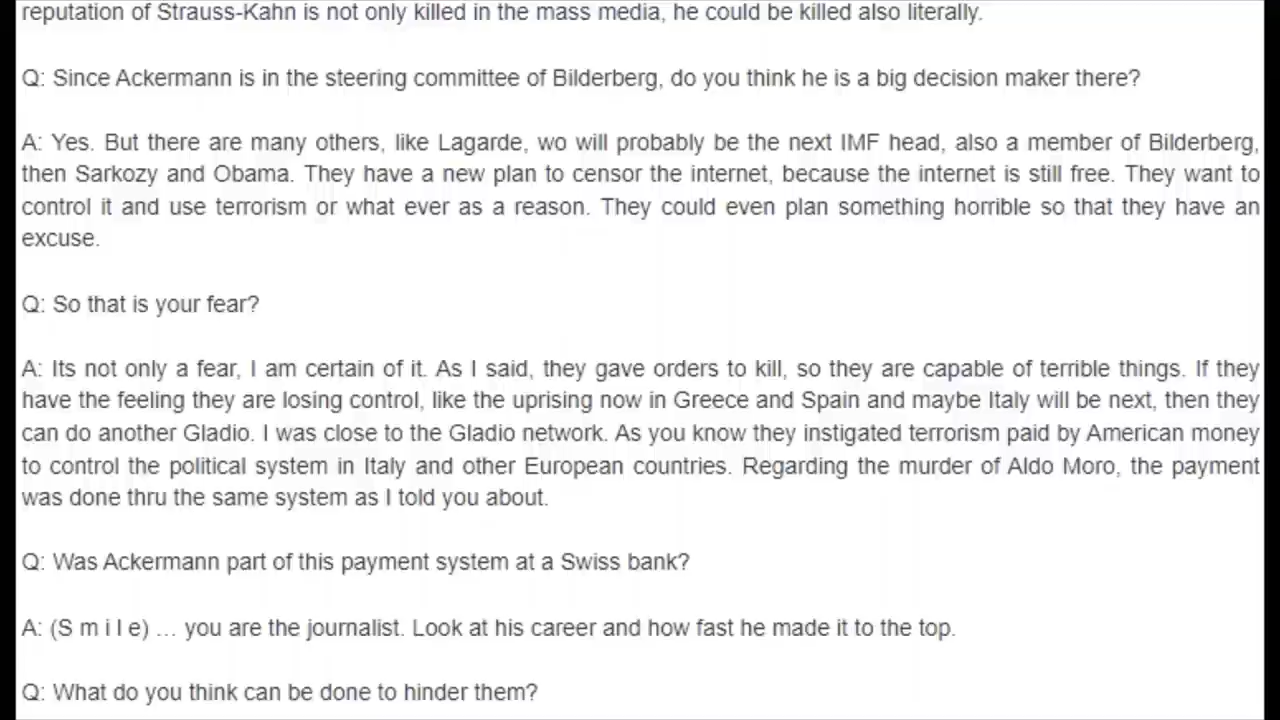 reputation of Strauss-Kahn is not only killed in the mass media, he could be killed also literally.
Q: Since Ackermann is in the steering committee of Bilderberg, do you think he is a big decision maker there?
A: Yes. But there are many others, like Lagarde, wo will probably be the next IMF head, also a member of Bilderberg,
then Sarkozy and Obama. They have a new plan to censor the internet, because the internet is still free. They want to
control it and use terrorism or what ever as a reason. They could even plan something horrible so that they have an
excuse.
Q: So that is your fear?
A: Its not only a fear, I am certain of it. As I said, they gave orders to kill, so they are capable of terrible things. If they
have the feeling they are losing control, like the uprising now in Greece and Spain and maybe Italy will be next, then they
can do another Gladio. I was close to the Gladio network. As you know they instigated terrorism paid by American money
to control the political system in Italy and other European countries. Regarding the murder of Aldo Moro, the payment
was done thru the same system as I told you about.
Q: Was Ackermann part of this payment system at a Swiss bank?
A: (S m i l e) … you are the journalist. Look at his career and how fast he made it to the top.
Q: What do you think can be done to hinder them?